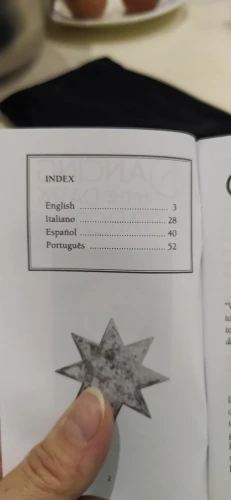 INDEX
English 3
Italiano 28
Español 40
Português 52